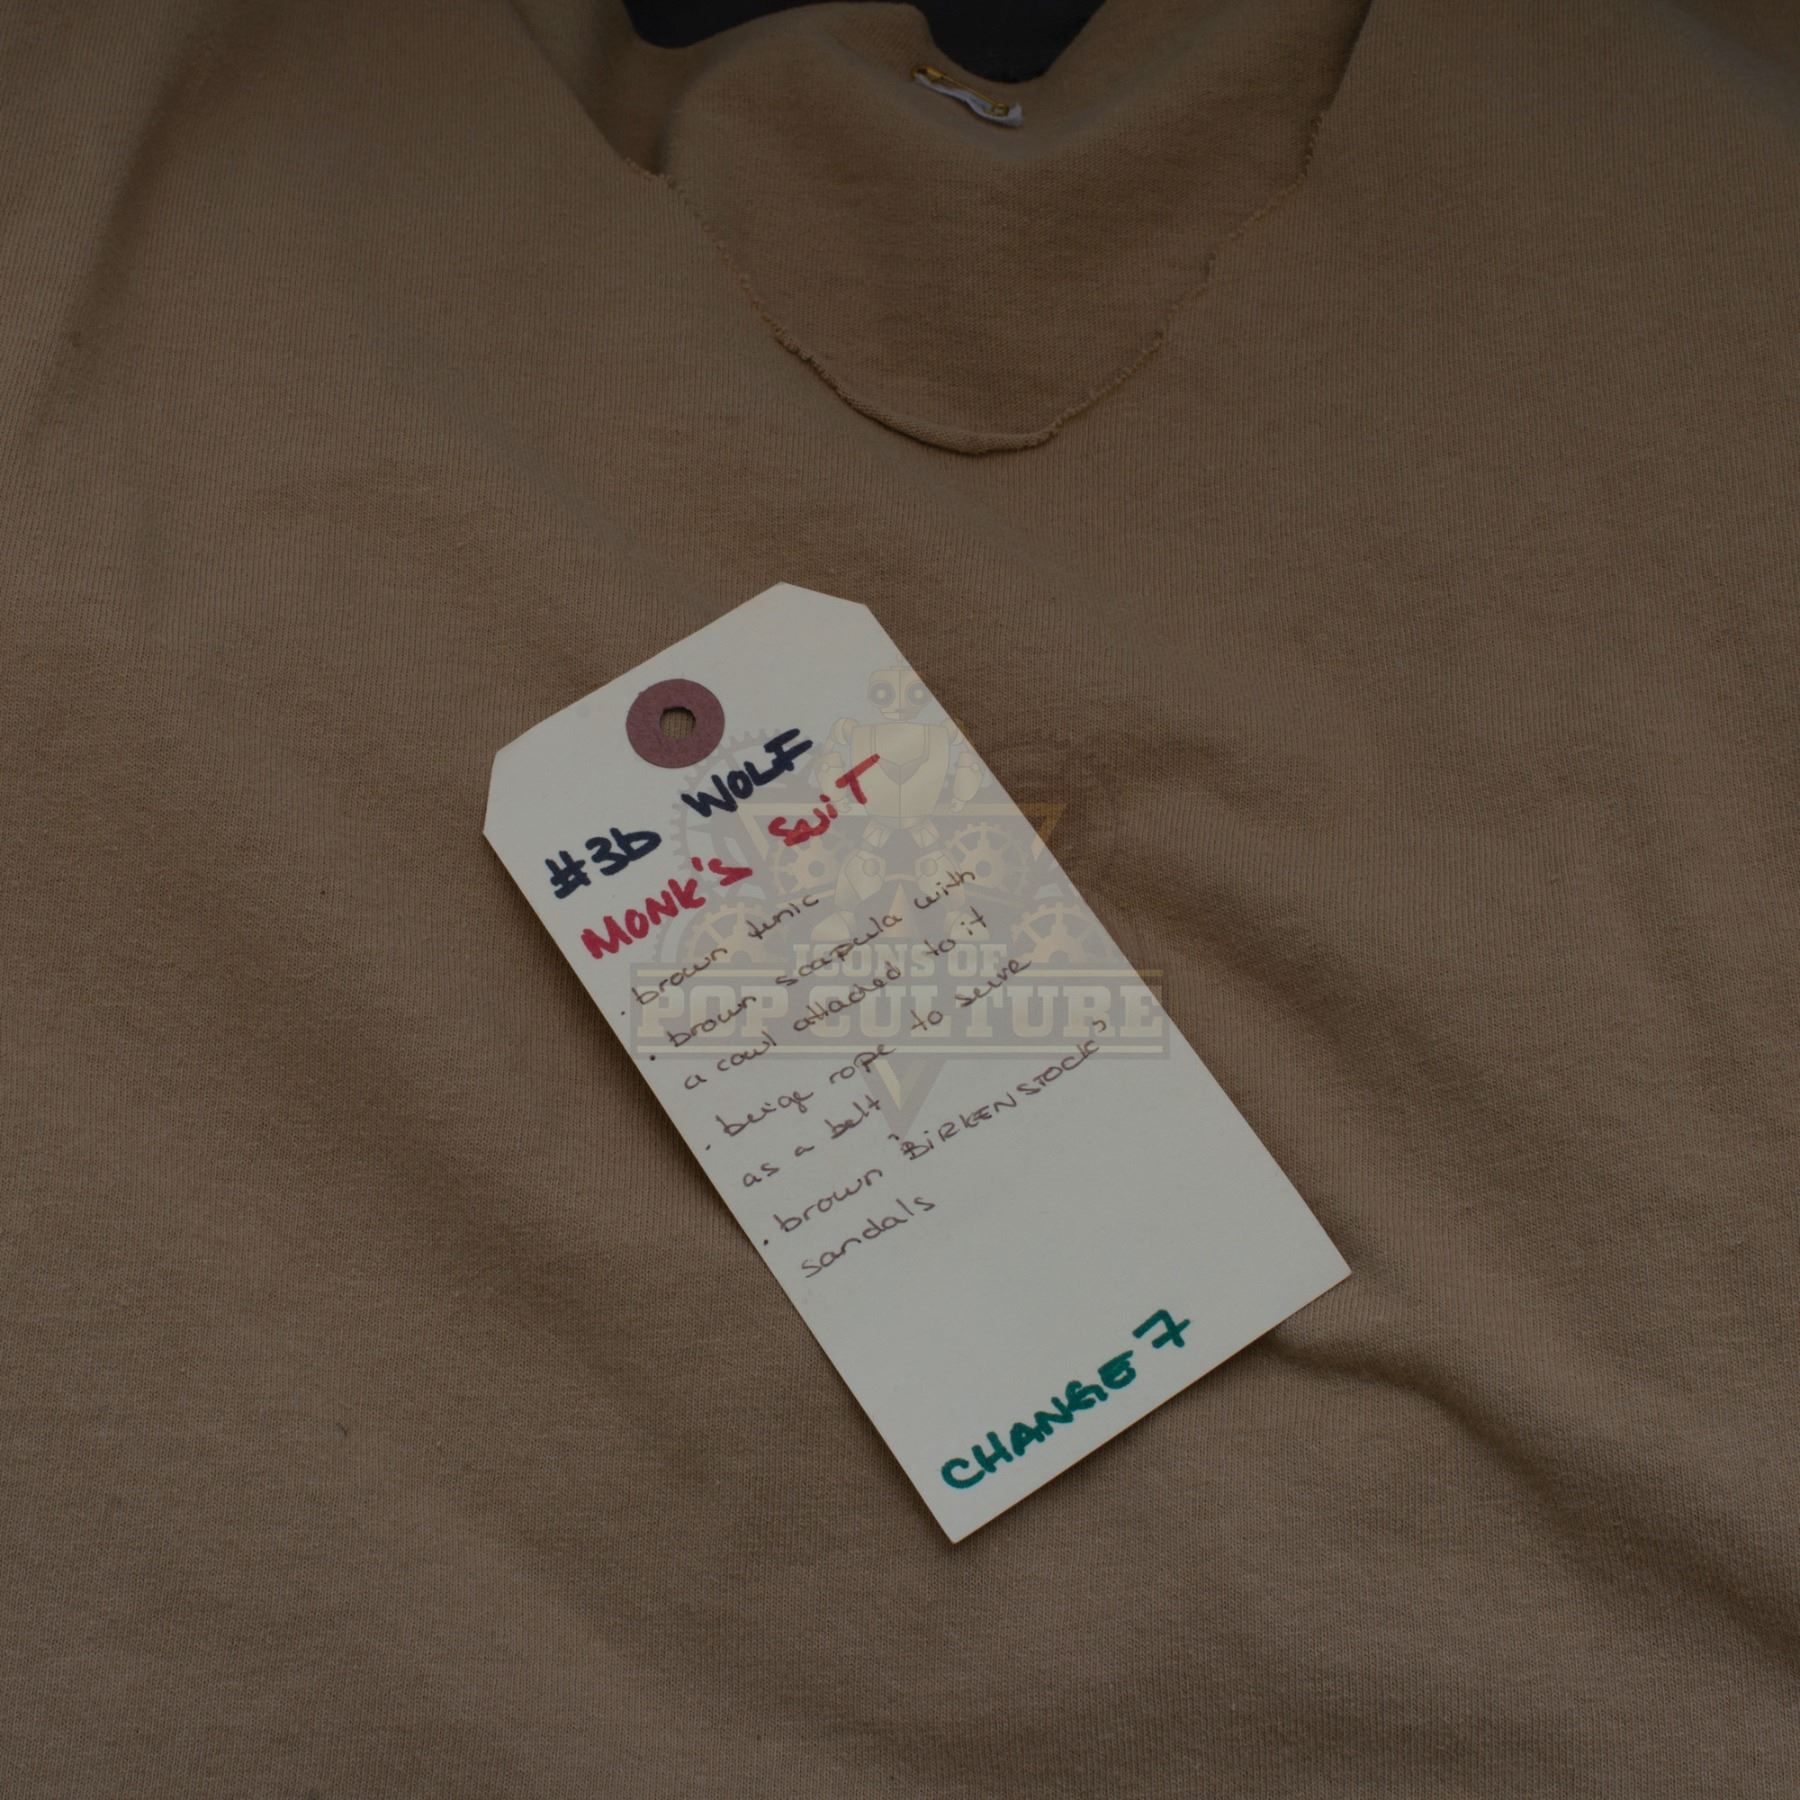 #3b WOLF
MONK'S SUIT
. brown tunic
. brown scapula with
a cowl attached to it
. beige rope to serve
as a belt
. brown 'BIRKENSTOCK'
sandals
CHANGE 7
ICONS OF
POP CULTURE